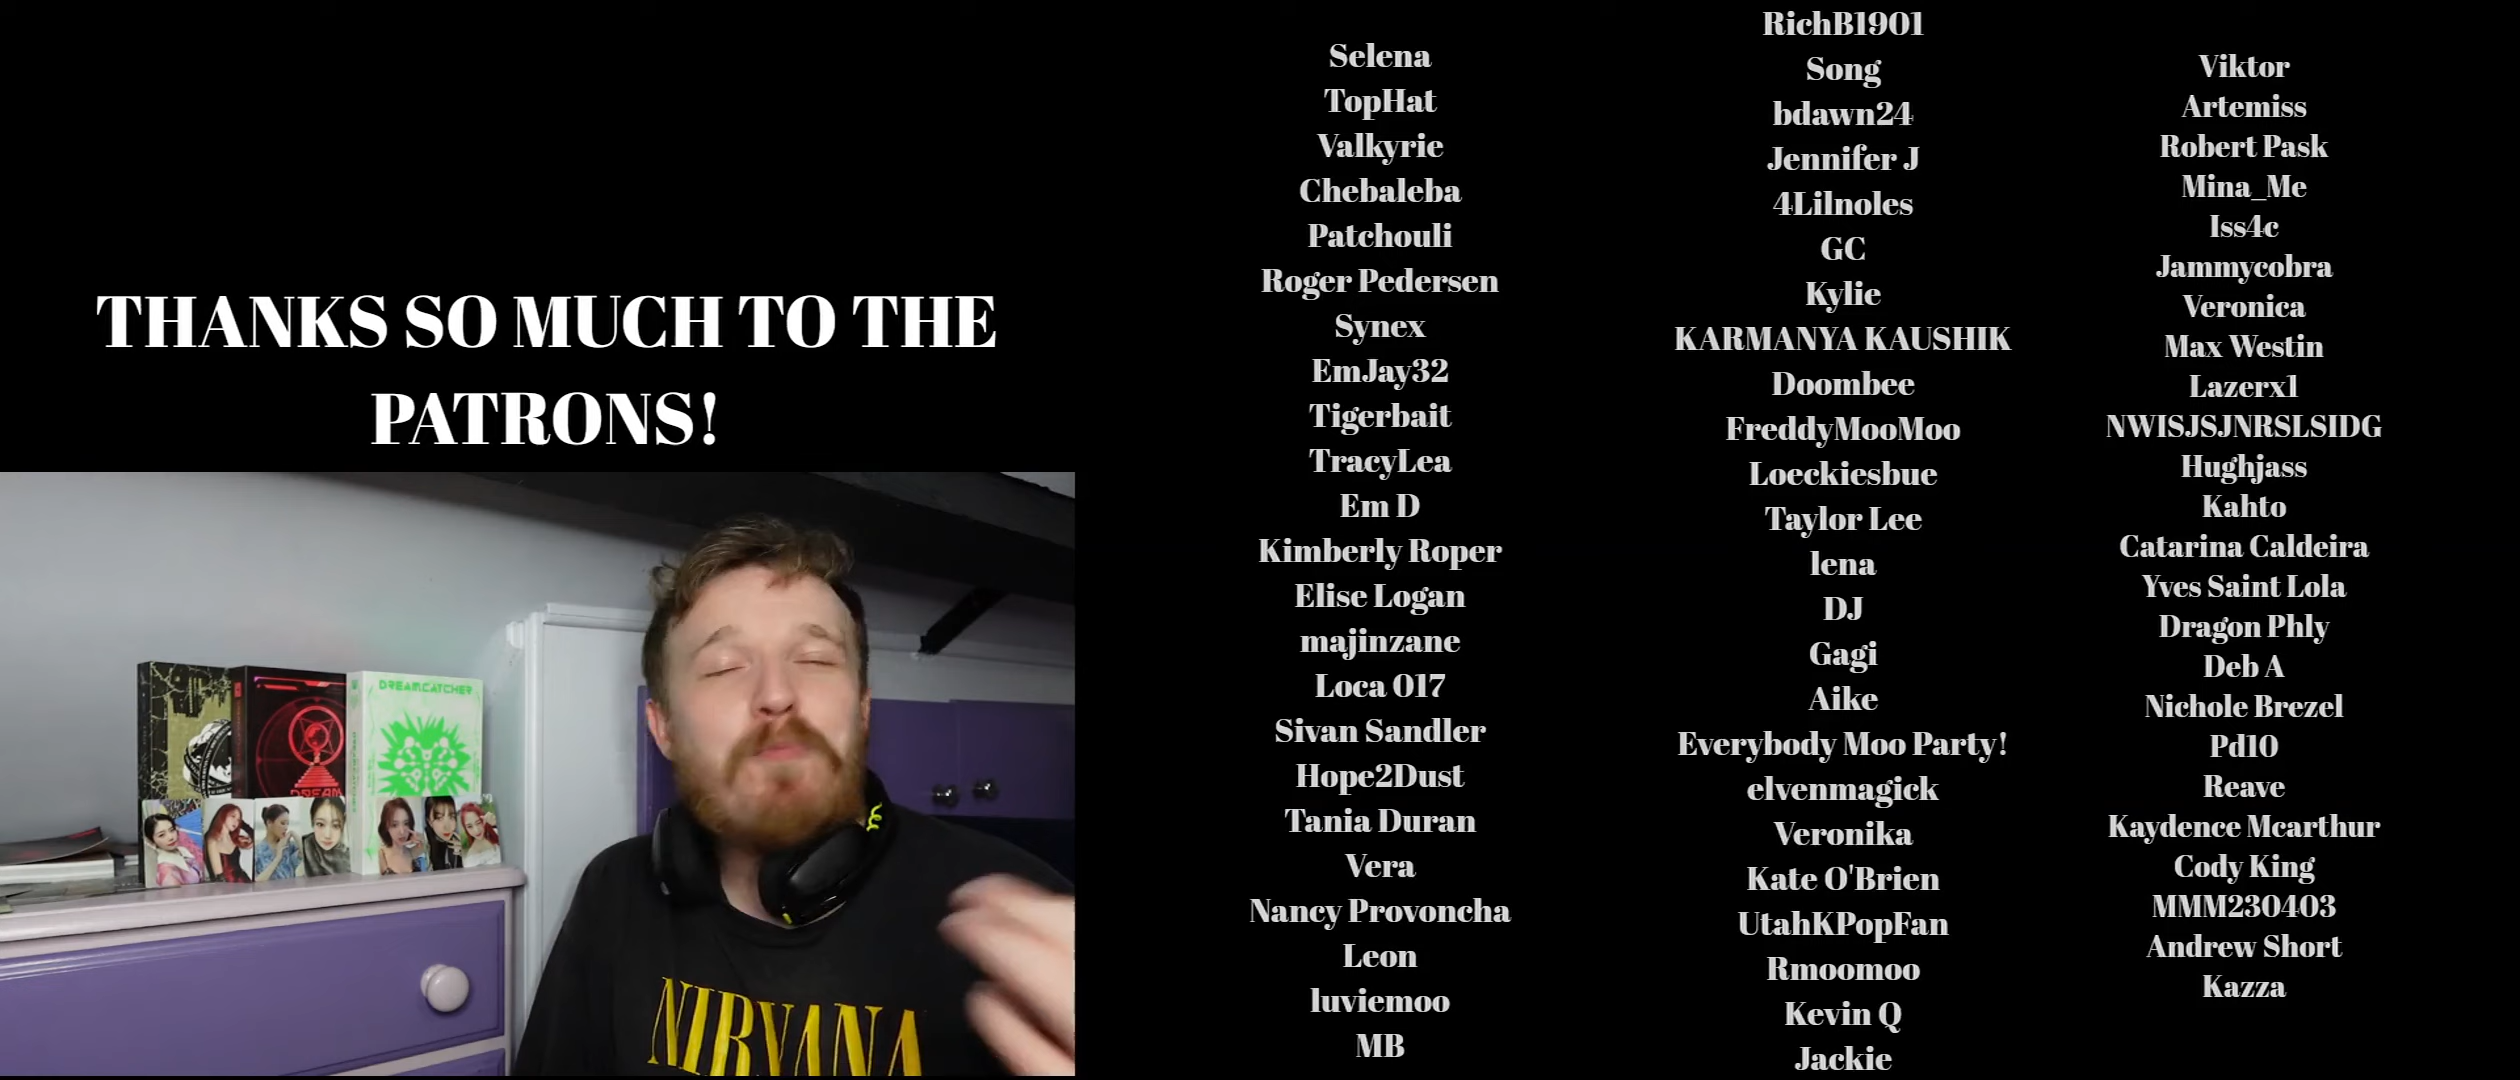 THANKS SO MUCH TO THE
PATRONS!
DREAMCATCHER
DREAM
NIRVANA
Selena
TopHat
Valkyrie
Chebaleba
Patchouli
Roger Pedersen
Synex
EmJay32
Tigerbait
TracyLea
Em D
Kimberly Roper
Elise Logan
majinzane
Loca 017
Sivan Sandler
Hope2Dust
Tania Duran
Vera
Nancy Provoncha
Leon
luviemoo
MB
RichB1901
Song
bdawn24
Jennifer J
4Lilnoles
GC
Kylie
KARMANYA KAUSHIK
Doombee
FreddyMooMoo
Loeckiesbue
Taylor Lee
lena
DJ
Gagi
Aike
Everybody Moo Party!
elvenmagick
Veronika
Kate O'Brien
UtahKPopFan
Rmoomoo
Kevin Q
Jackie
Viktor
Artemiss
Robert Pask
Mina_Me
Iss4c
Jammycobra
Veronica
Max Westin
Lazerx1
NWISJSJNRSLSIDG
Hughjass
Kahto
Catarina Caldeira
Yves Saint Lola
Dragon Phly
Deb A
Nichole Brezel
Pd10
Reave
Kaydence Mcarthur
Cody King
MMM230403
Andrew Short
Kazza